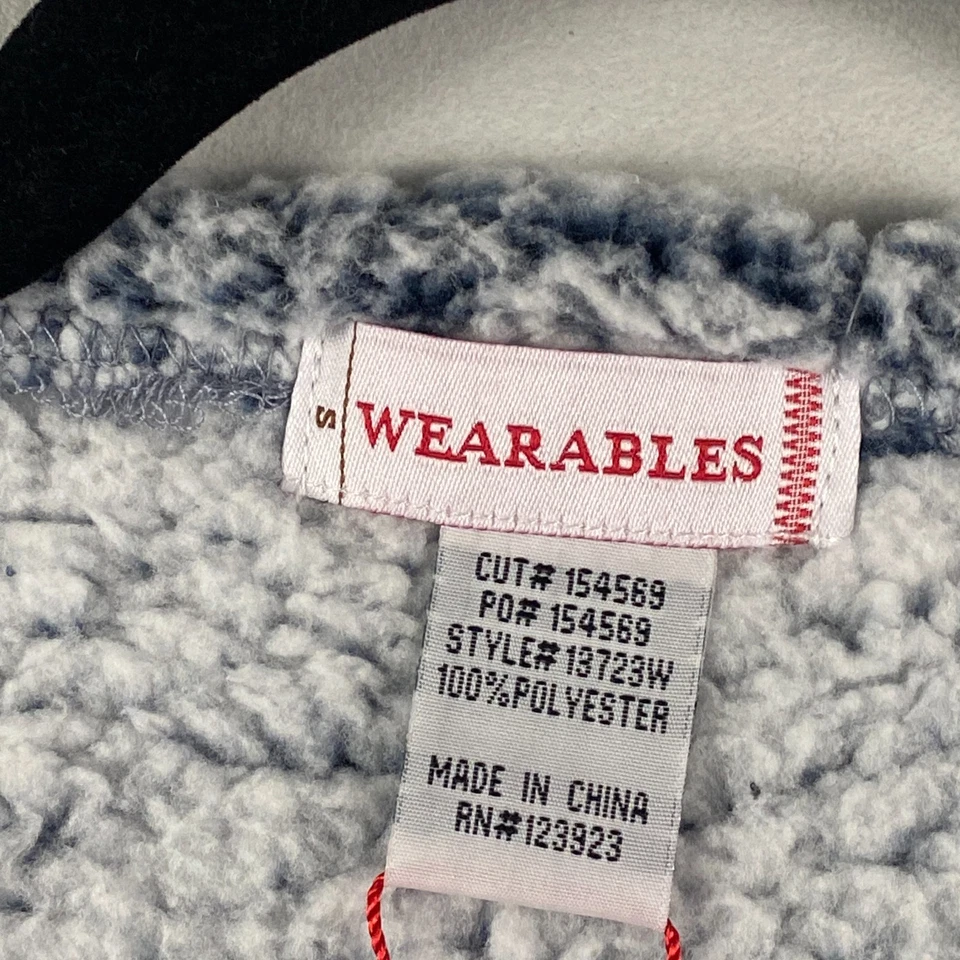 S
WEARABLES
CUT# 154569
PO# 154569
STYLE# 13723W
100%POLYESTER
MADE IN CHINA
RN#123923